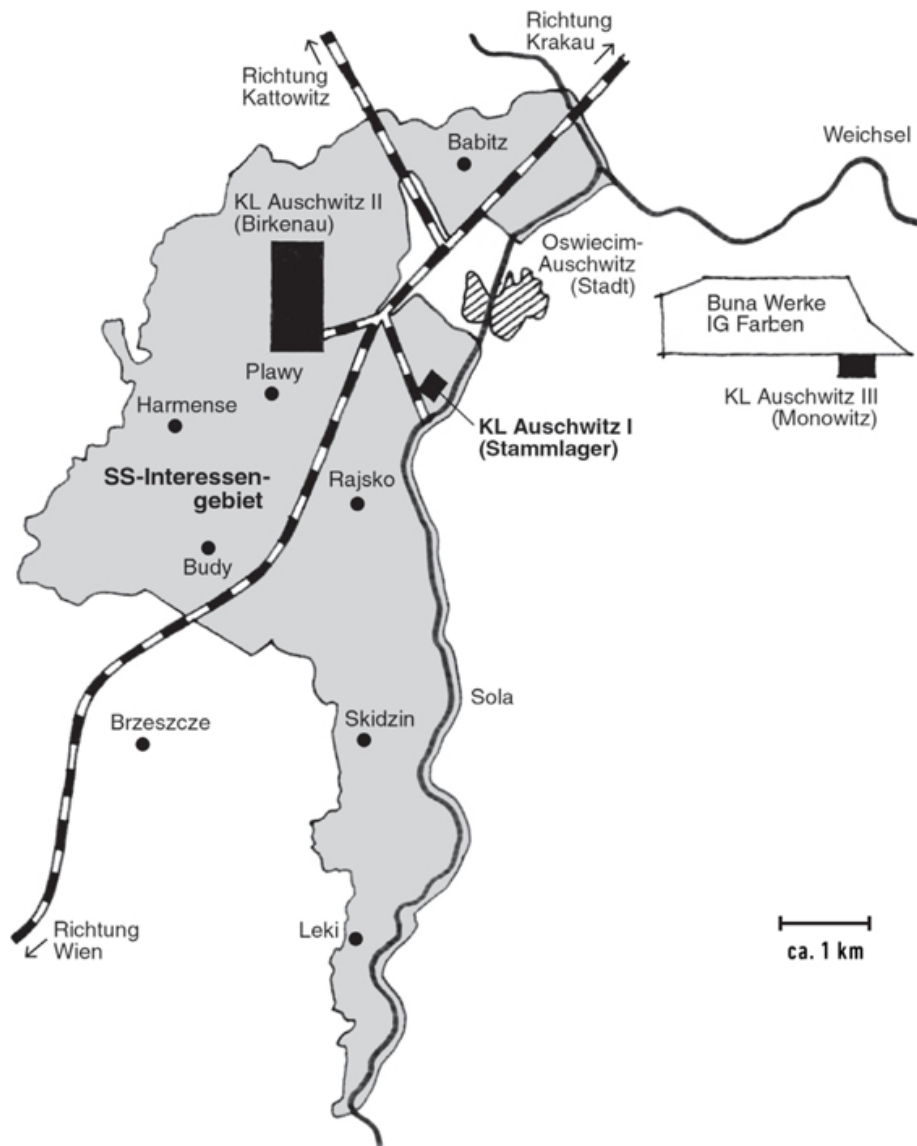 Richtung
Krakau
Richtung
Kattowitz
Babitz
Weichsel
KL Auschwitz II
(Birkenau)
Oswiecim-
Auschwitz
(Stadt)
Buna Werke
IG Farben
Plawy
Harmense
KL Auschwitz III
(Monowitz)
KL Auschwitz I
(Stammlager)
SS-Interessen-
gebiet
Rajsko
Budy
Sola
Brzeszcze
Skidzin
Leki
Richtung
Wien
ca. 1 km